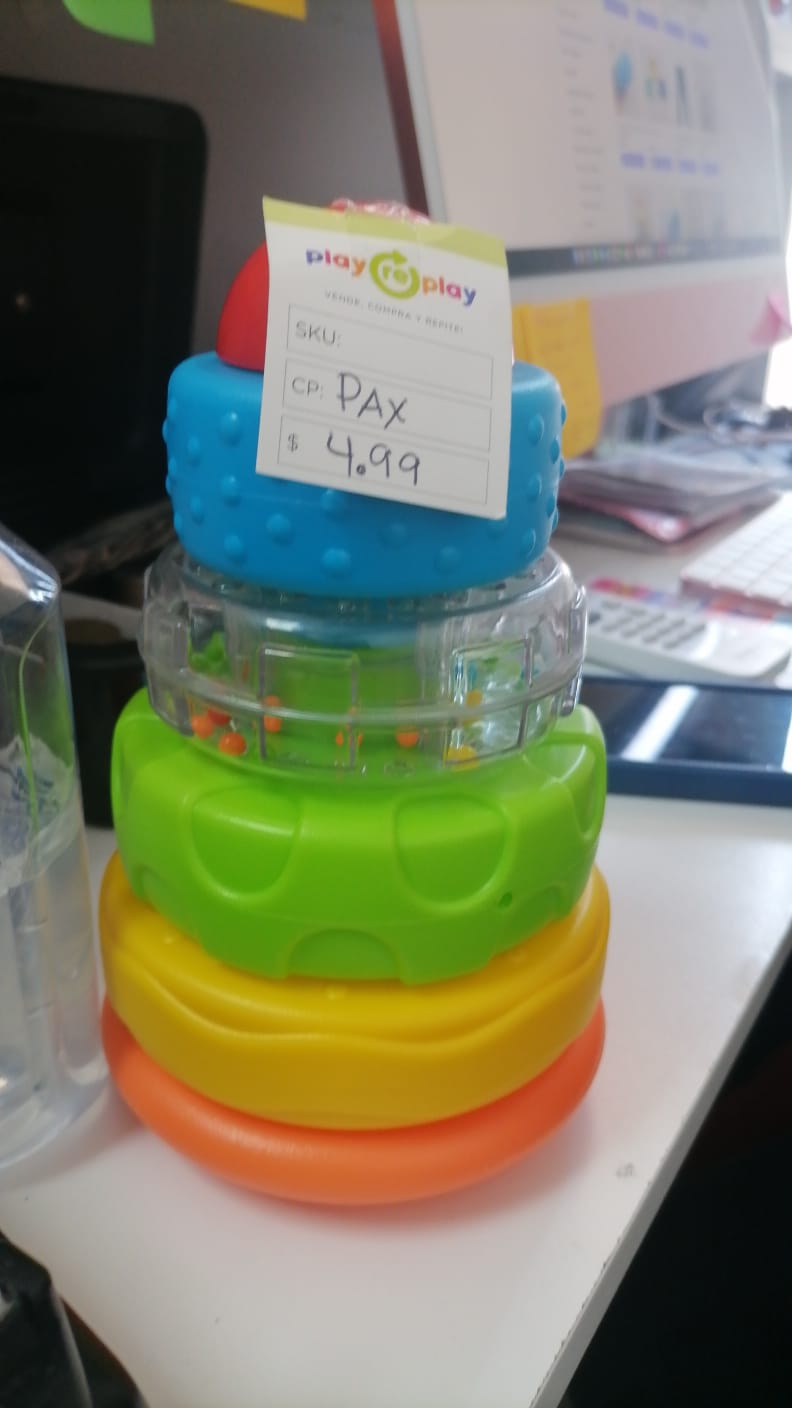 play re play
VENDE, COMPRA Y REPITE!
SKU:
CP: PAX
$ 4.99